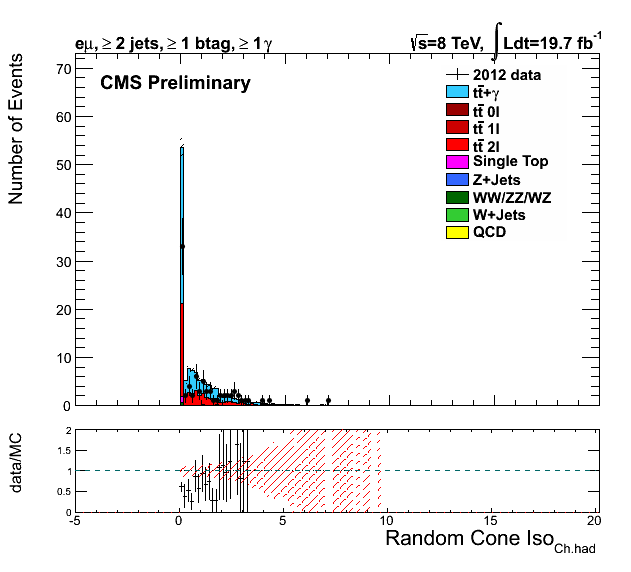 eμ, ≥ 2 jets, ≥ 1 btag, ≥ 1 γ
√s=8 TeV, ∫Ldt=19.7 fb⁻¹
CMS Preliminary
2012 data
tt̄+γ
tt̄ 0l
tt̄ 1l
tt̄ 2l
Single Top
Z+Jets
WW/ZZ/WZ
W+Jets
QCD
Number of Events
70
60
50
40
30
20
10
0
data/MC
2
1.5
1
0.5
0
-5 0 5 10 15 20
Random Cone Iso Ch.had